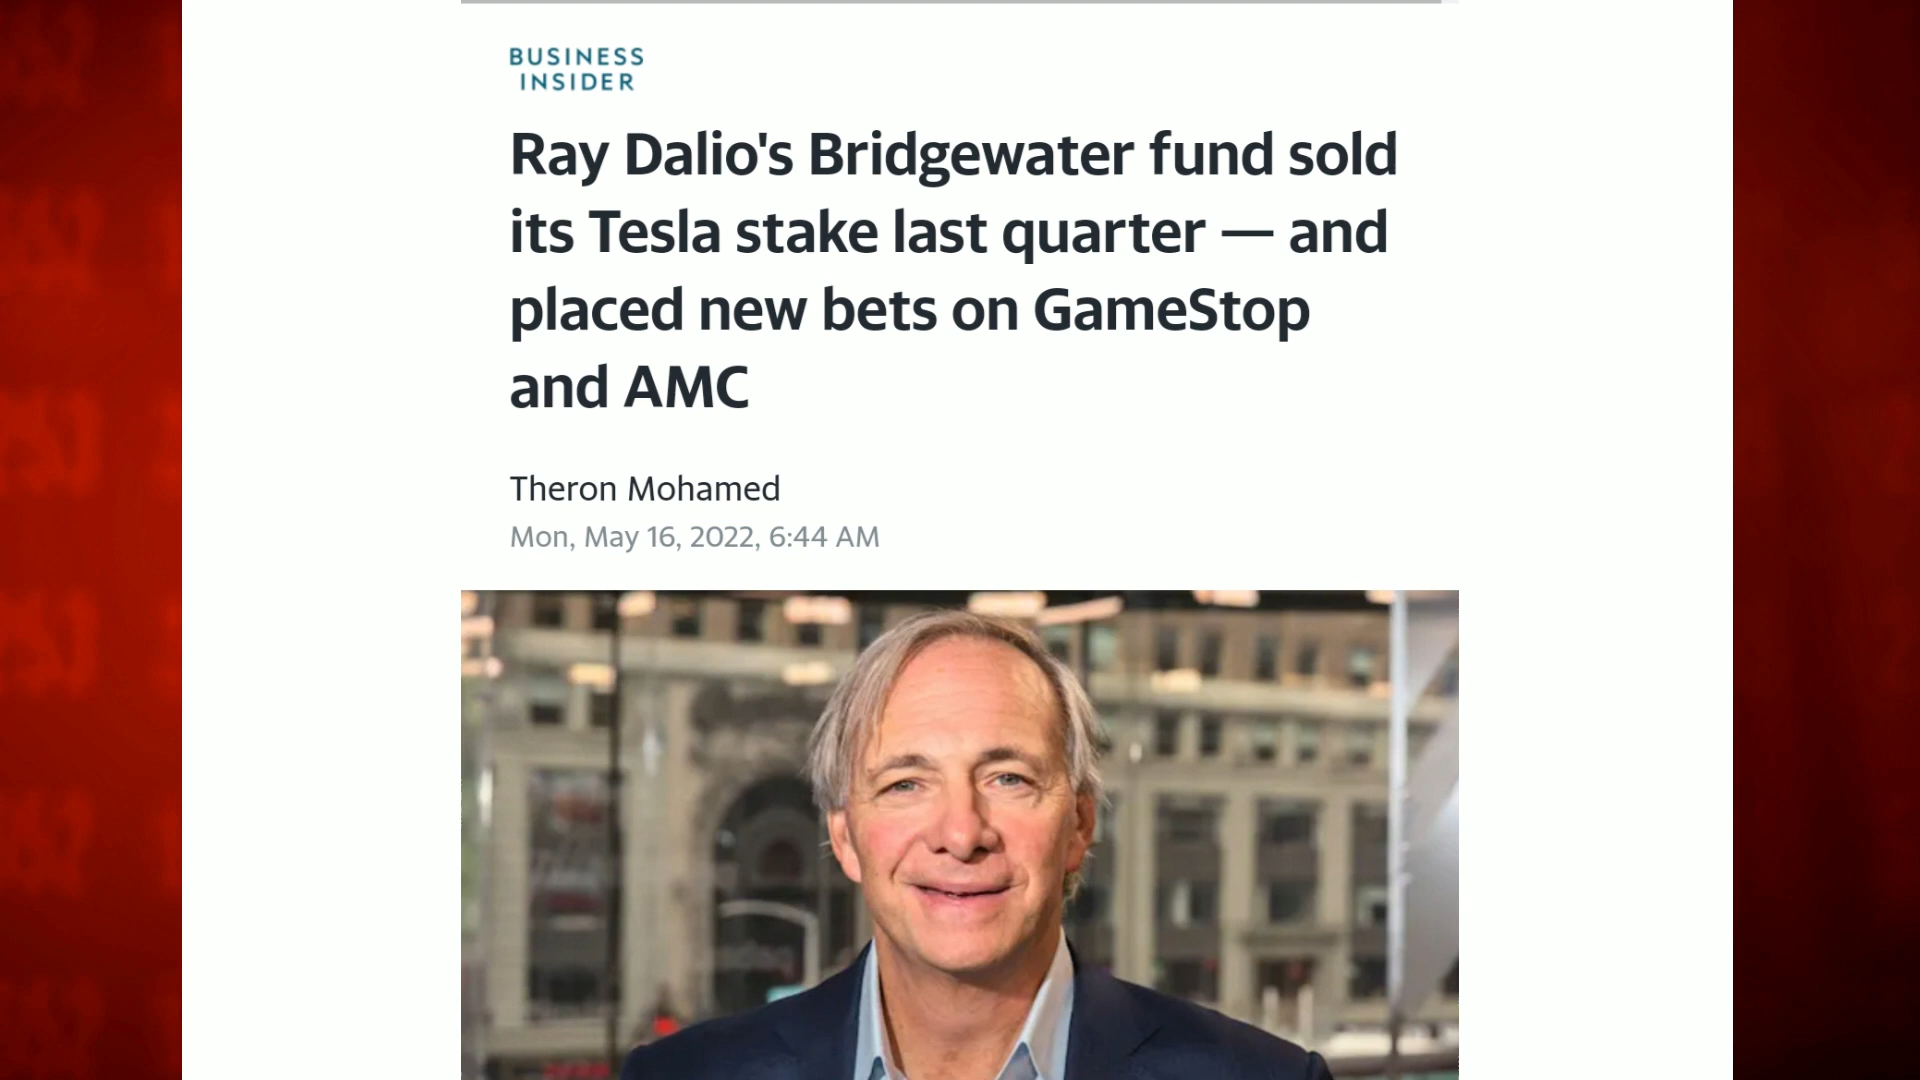 BUSINESS
INSIDER
Ray Dalio's Bridgewater fund sold
its Tesla stake last quarter — and
placed new bets on GameStop
and AMC
Theron Mohamed
Mon, May 16, 2022, 6:44 AM